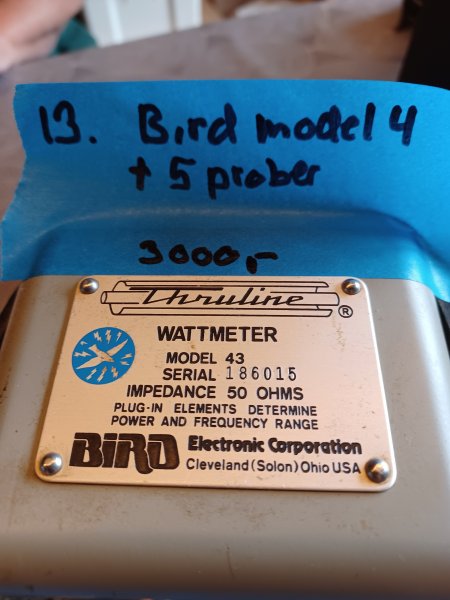 13. Bird model 4
+ 5 prober
3000,-
Thruline
®
WATTMETER
MODEL 43
SERIAL 186015
IMPEDANCE 50 OHMS
PLUG-IN ELEMENTS DETERMINE
POWER AND FREQUENCY RANGE
BIRD Electronic Corporation
Cleveland (Solon) Ohio USA